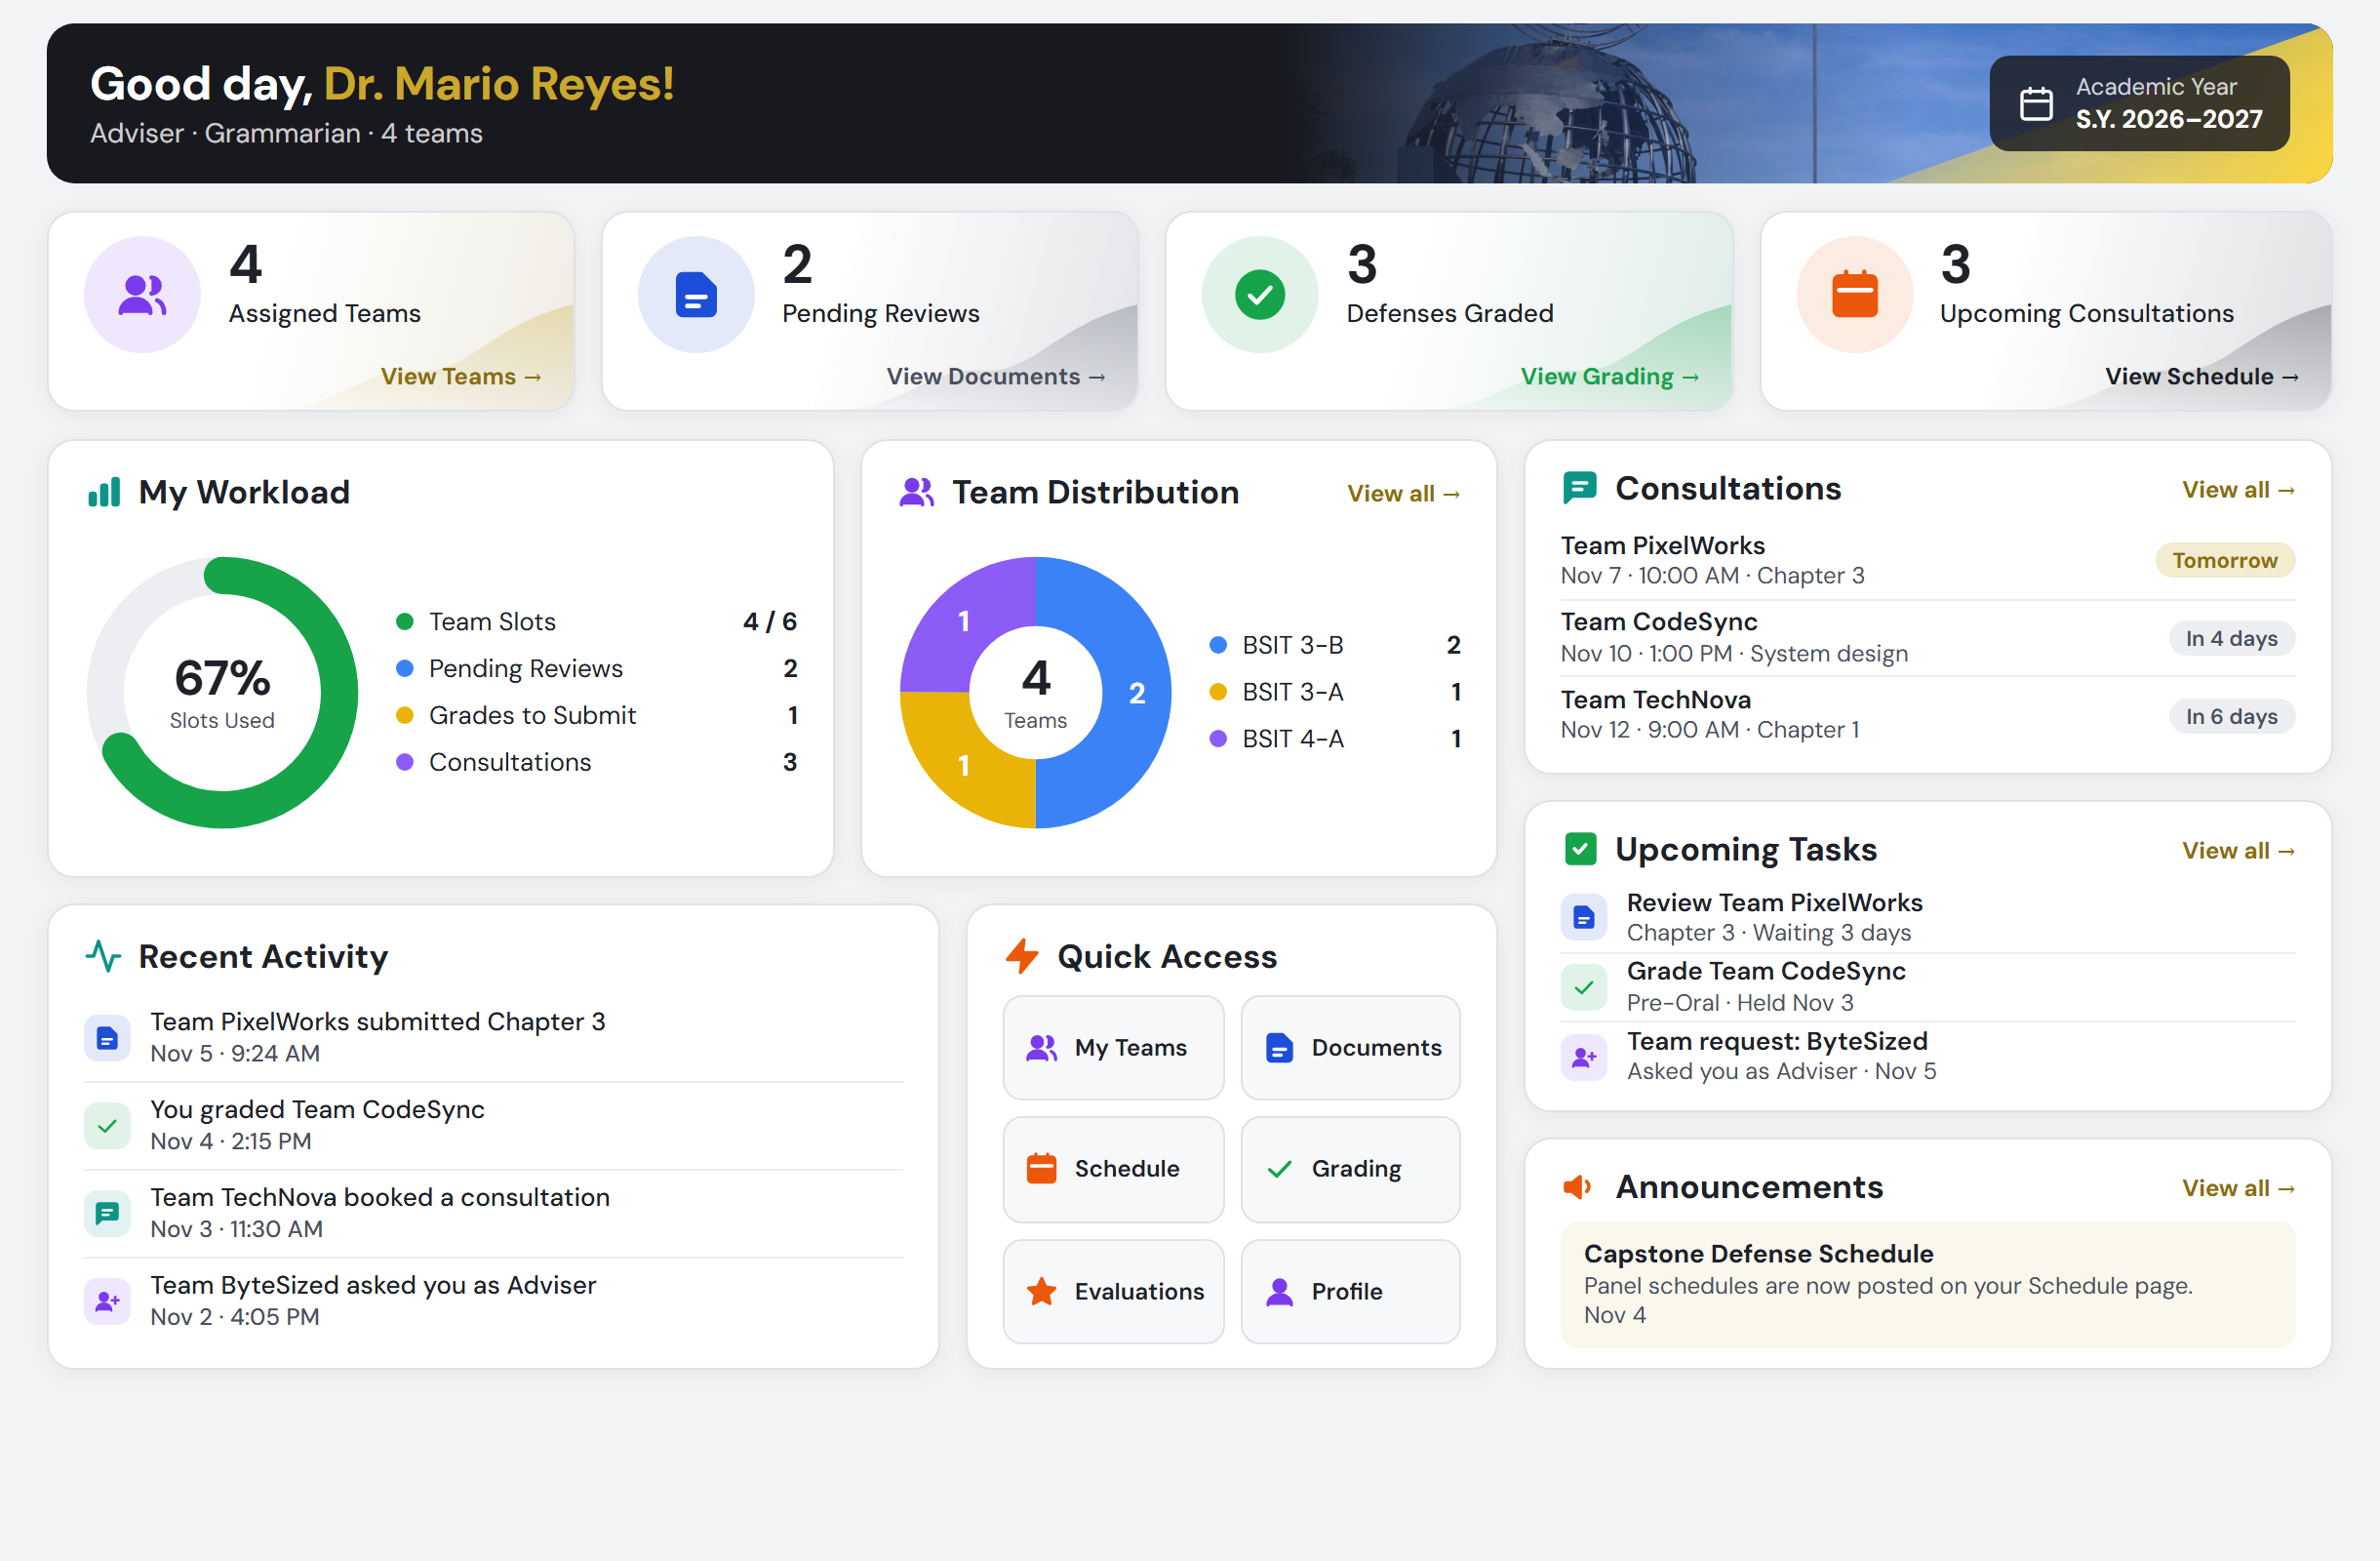 Good day, Dr. Mario Reyes!
Adviser · Grammarian · 4 teams
Academic Year
S.Y. 2026–2027
4
Assigned Teams
View Teams →
2
Pending Reviews
View Documents →
3
Defenses Graded
View Grading →
3
Upcoming Consultations
View Schedule →
My Workload
67%
Slots Used
Team Slots 4 / 6
Pending Reviews 2
Grades to Submit 1
Consultations 3
Team Distribution
View all →
1
2
1
4
Teams
BSIT 3-B 2
BSIT 3-A 1
BSIT 4-A 1
Consultations
View all →
Team PixelWorks
Nov 7 · 10:00 AM · Chapter 3
Tomorrow
Team CodeSync
Nov 10 · 1:00 PM · System design
In 4 days
Team TechNova
Nov 12 · 9:00 AM · Chapter 1
In 6 days
Upcoming Tasks
View all →
Review Team PixelWorks
Chapter 3 · Waiting 3 days
Grade Team CodeSync
Pre-Oral · Held Nov 3
Team request: ByteSized
Asked you as Adviser · Nov 5
Recent Activity
Team PixelWorks submitted Chapter 3
Nov 5 · 9:24 AM
You graded Team CodeSync
Nov 4 · 2:15 PM
Team TechNova booked a consultation
Nov 3 · 11:30 AM
Team ByteSized asked you as Adviser
Nov 2 · 4:05 PM
Quick Access
My Teams
Documents
Schedule
Grading
Evaluations
Profile
Announcements
View all →
Capstone Defense Schedule
Panel schedules are now posted on your Schedule page.
Nov 4